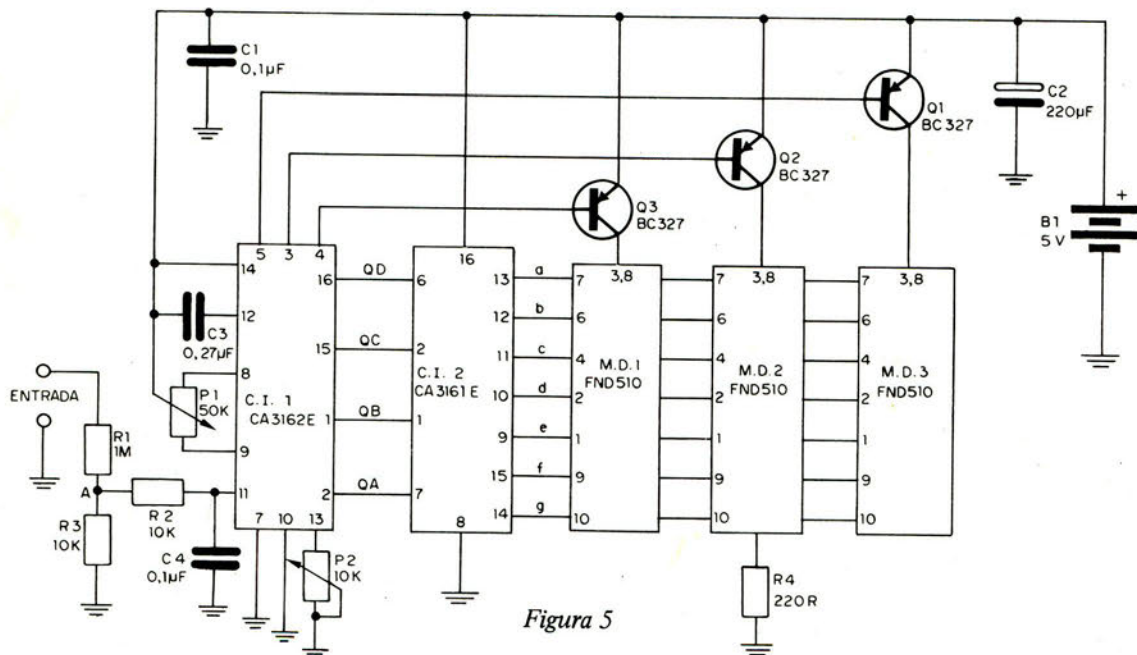 C1
0,1µF
Q1
BC327
C2
220µF
Q2
BC327
Q3
BC327
+
B1
5 V
5
3
4
14
12
8
9
11
7
10
13
16
15
1
2
C.I. 1
CA3162E
C3
0,27µF
P1
50K
ENTRADA
R1
1M
A
R2
10K
R3
10K
C4
0,1µF
P2
10K
QD
QC
QB
QA
16
6
2
1
7
8
13
12
11
10
9
15
14
C.I. 2
CA3161E
a
b
c
d
e
f
g
3,8
7
6
4
2
1
9
10
M.D.1
FND510
3,8
7
6
4
2
1
9
10
M.D.2
FND510
3,8
7
6
4
2
1
9
10
M.D.3
FND510
R4
220R
Figura 5